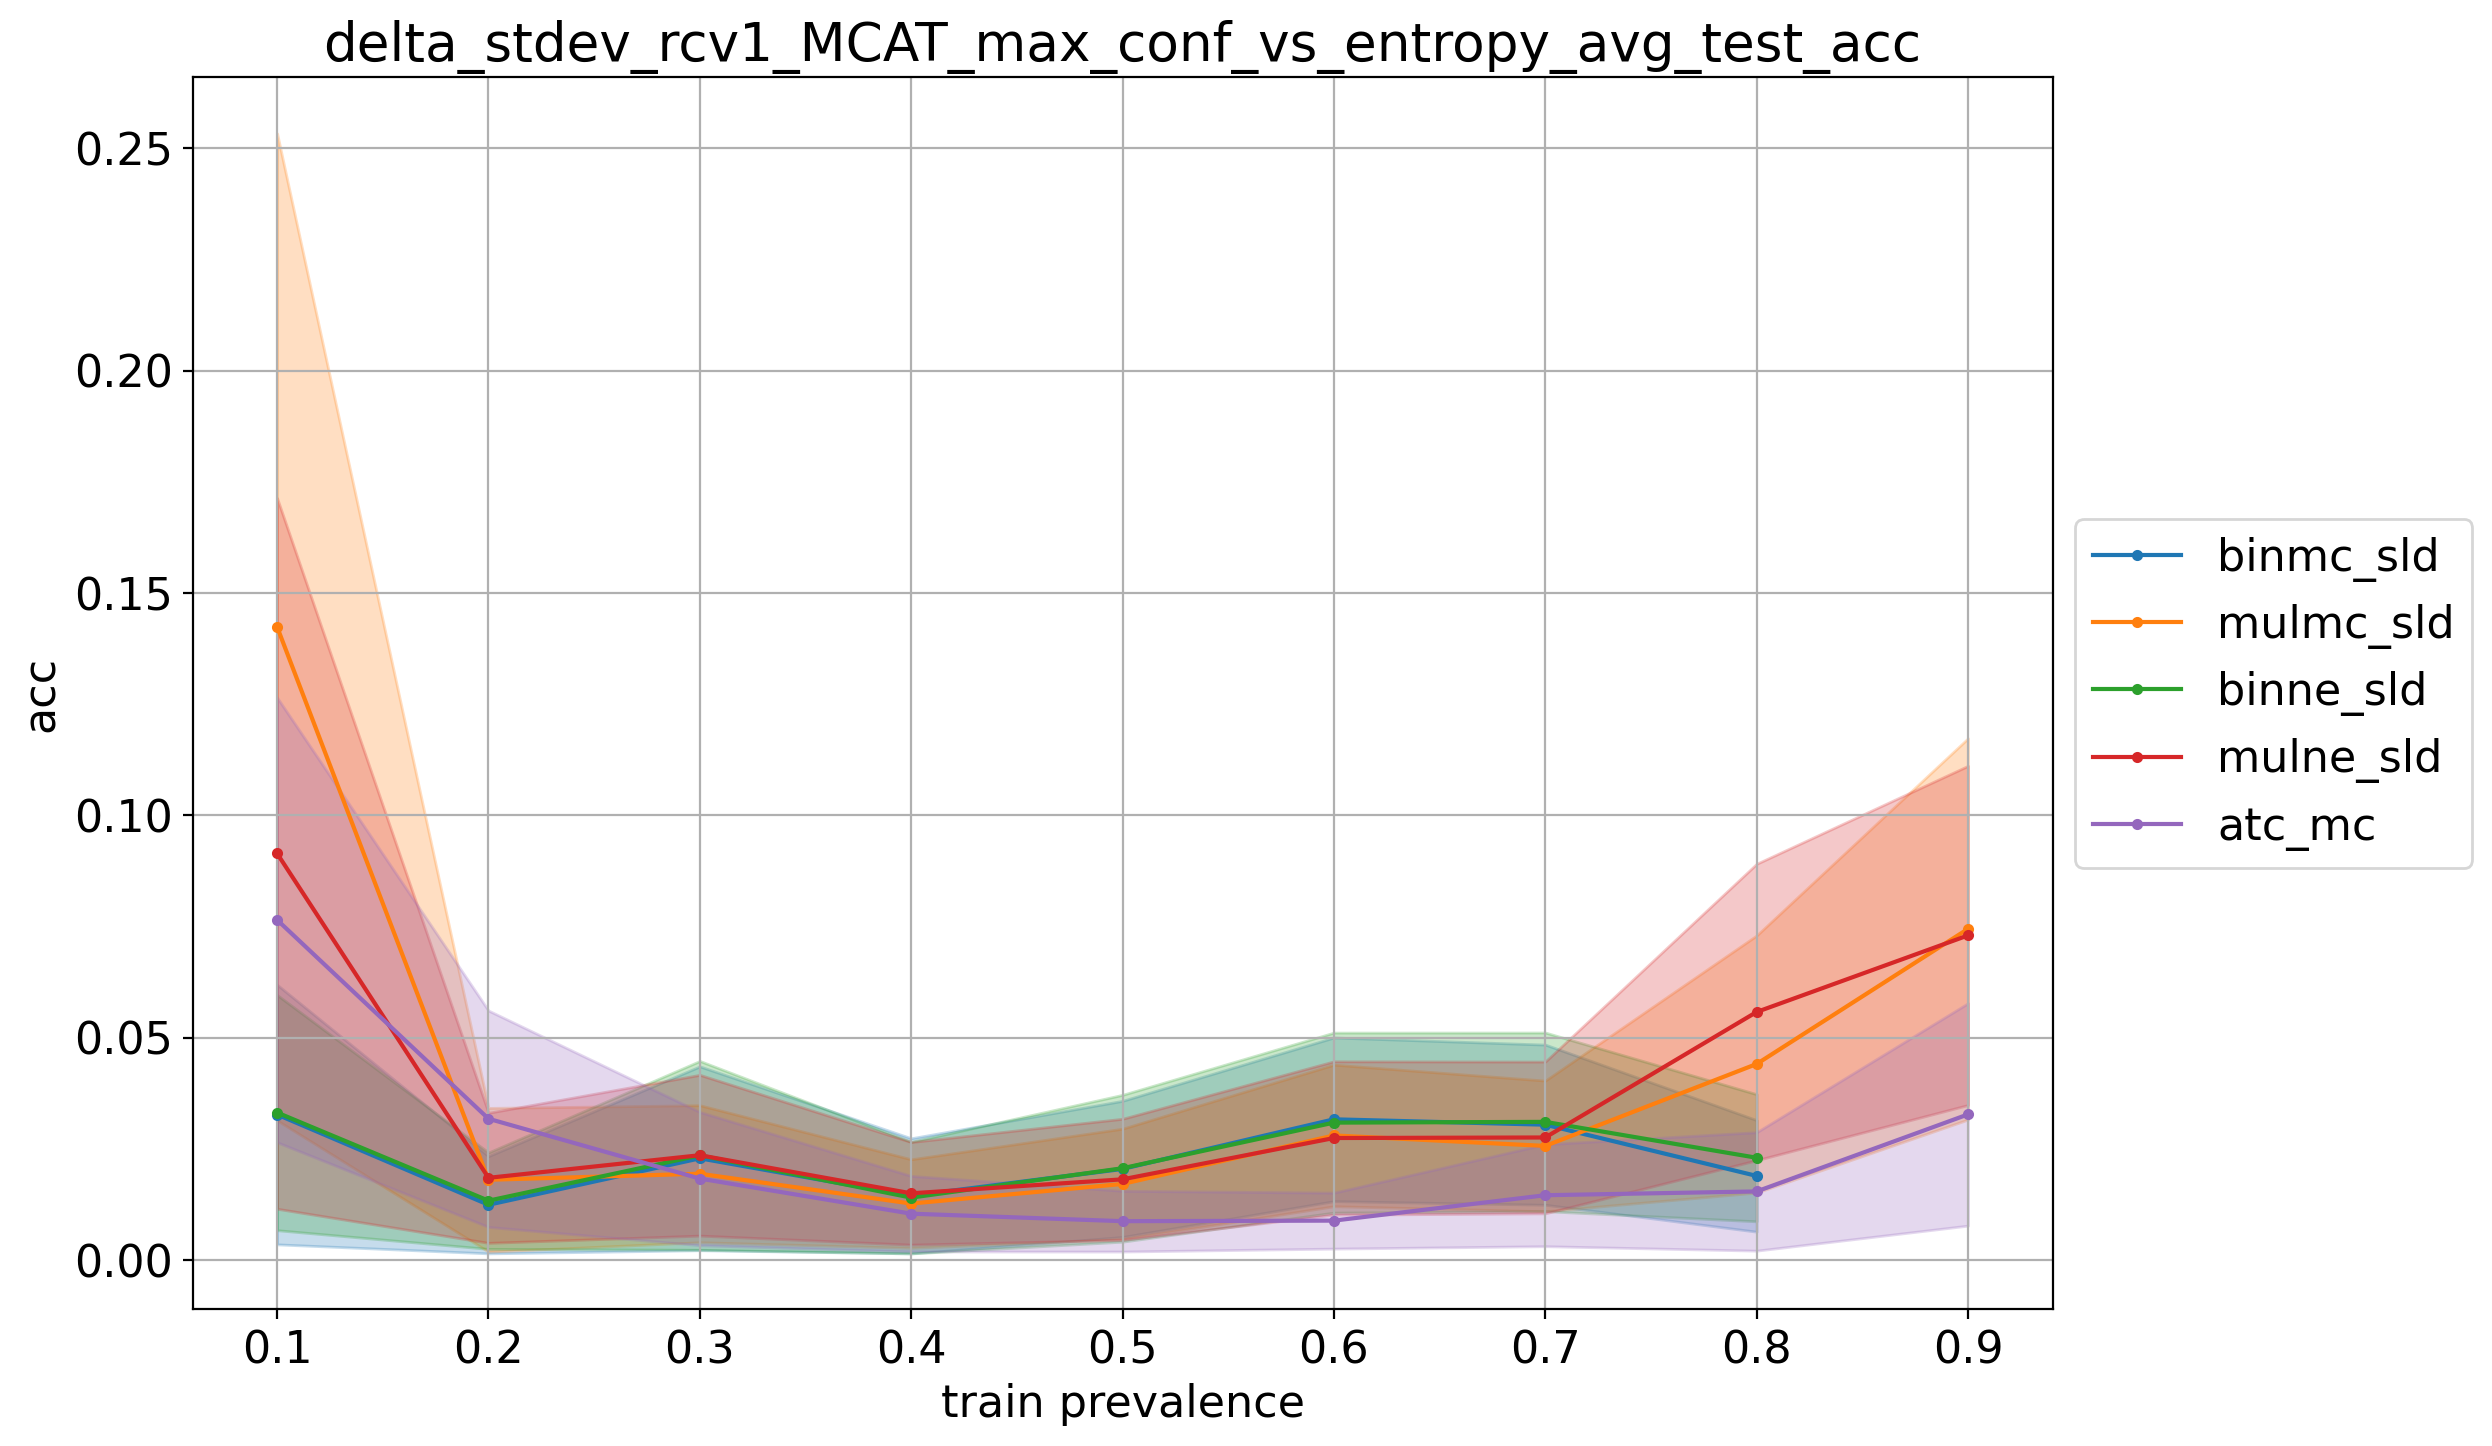 delta_stdev_rcv1_MCAT_max_conf_vs_entropy_avg_test_acc
acc
0.25
0.20
0.15
0.10
0.05
0.00
0.1 0.2 0.3 0.4 0.5 0.6 0.7 0.8 0.9
train prevalence
binmc_sld
mulmc_sld
binne_sld
mulne_sld
atc_mc